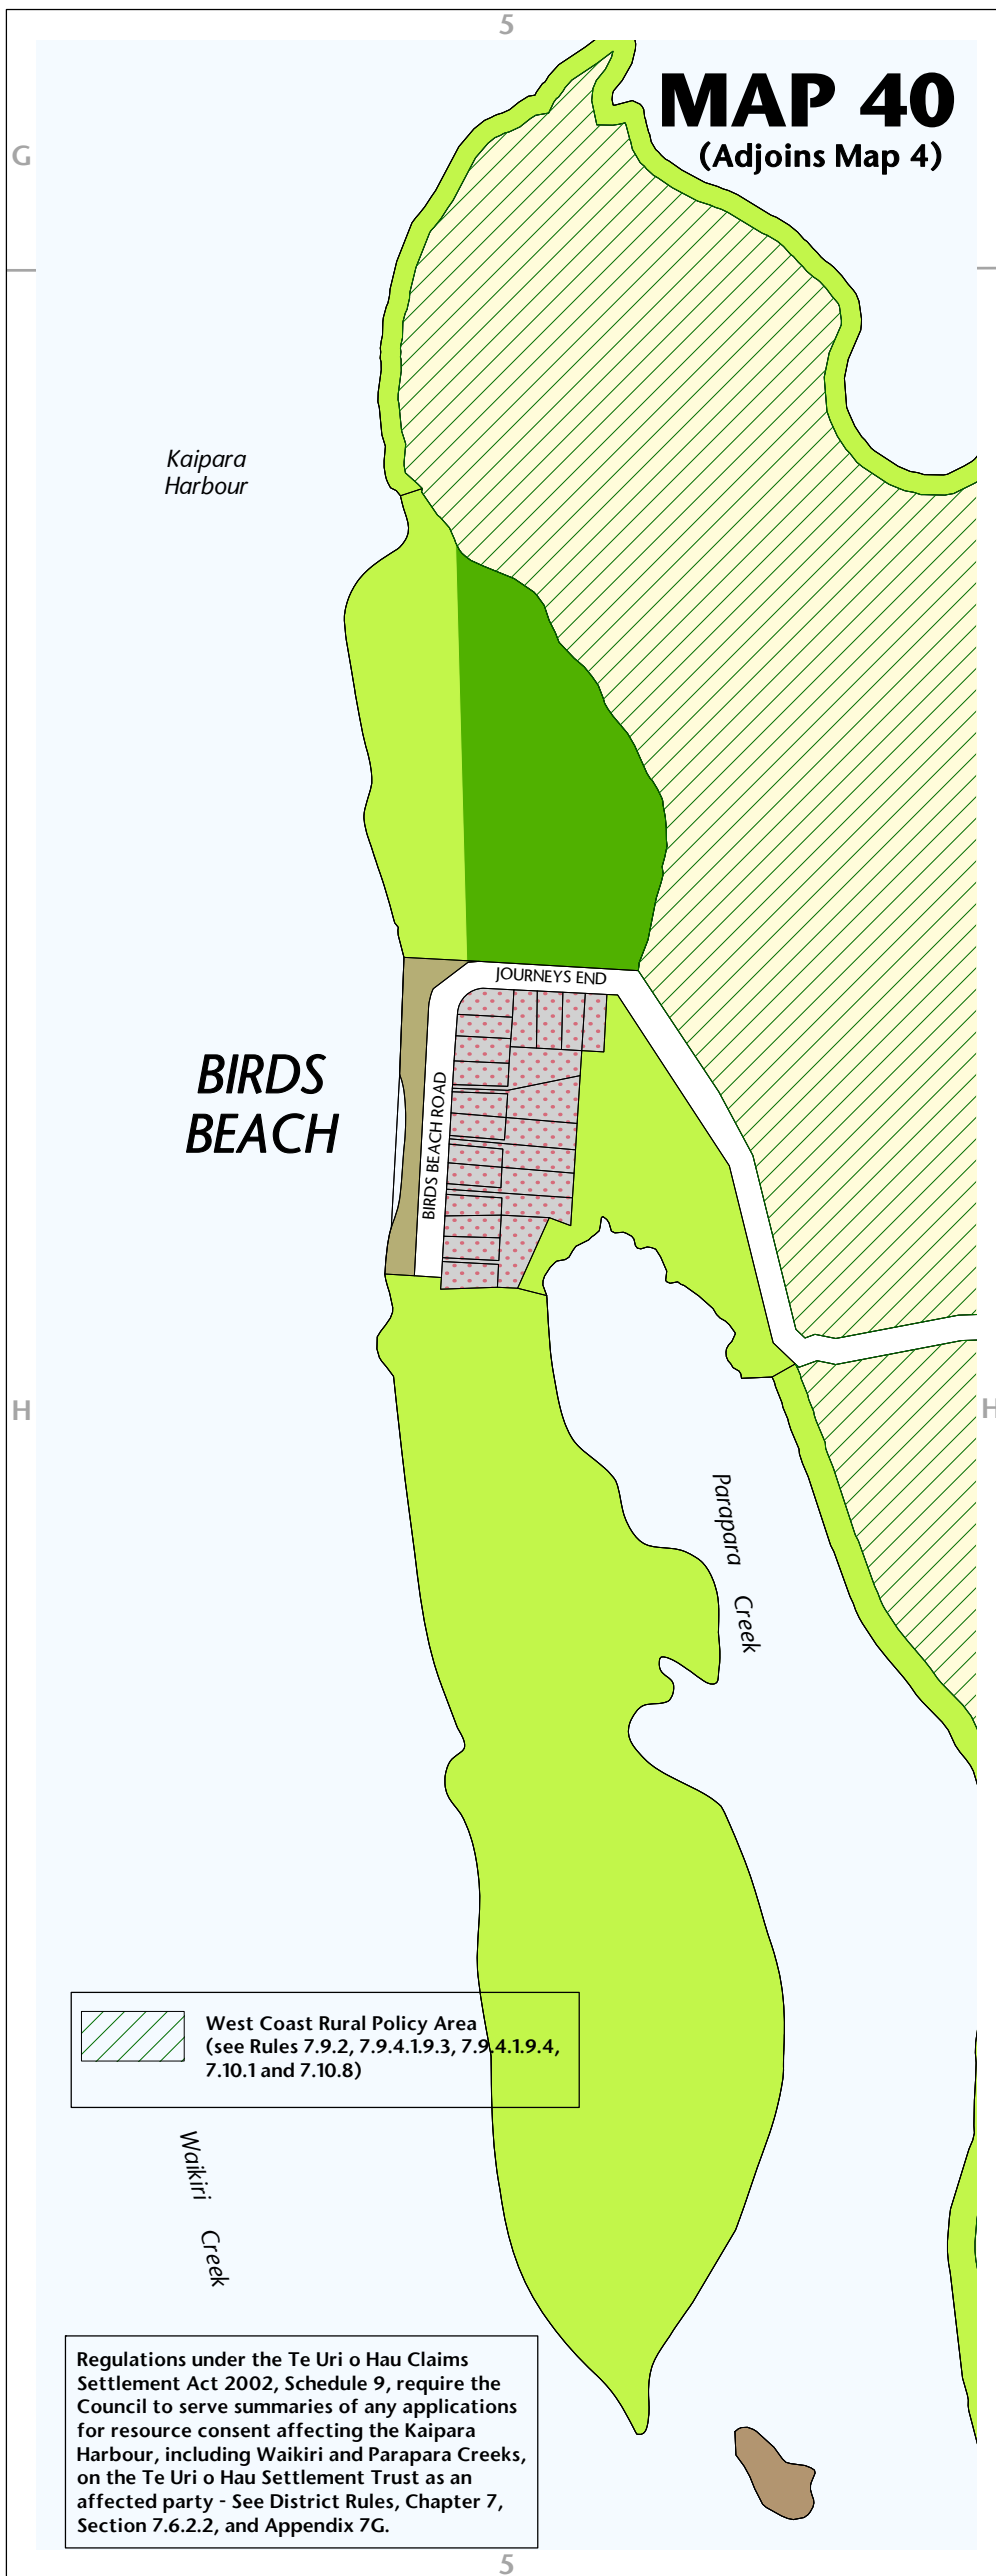 5
MAP 40
(Adjoins Map 4)
G
Kaipara
Harbour
JOURNEYS END
BIRDS
BEACH
BIRDS BEACH ROAD
H
H
Parapara Creek
West Coast Rural Policy Area
(see Rules 7.9.2, 7.9.4.1.9.3, 7.9.4.1.9.4,
7.10.1 and 7.10.8)
Waikiri Creek
Regulations under the Te Uri o Hau Claims
Settlement Act 2002, Schedule 9, require the
Council to serve summaries of any applications
for resource consent affecting the Kaipara
Harbour, including Waikiri and Parapara Creeks,
on the Te Uri o Hau Settlement Trust as an
affected party - See District Rules, Chapter 7,
Section 7.6.2.2, and Appendix 7G.
5